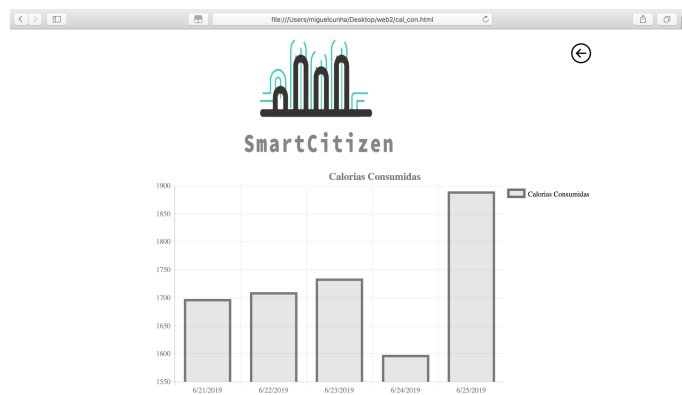 file:///Users/miguelcunha/Desktop/web2/cal_con.html
SmartCitizen
Calorias Consumidas
Calorias Consumidas
1900
1850
1800
1750
1700
1650
1600
1550
6/21/2019 6/22/2019 6/23/2019 6/24/2019 6/25/2019